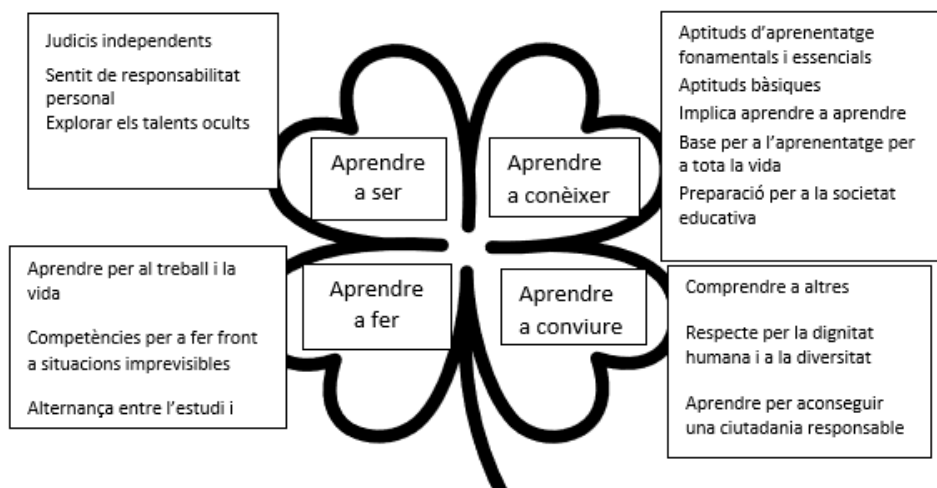 Judicis independents
Sentit de responsabilitat
personal
Explorar els talents ocults
Aprendre
a ser
Aprendre
a conèixer
Aptituds d'aprenentatge
fonamentals i essencials
Aptituds bàsiques
Implica aprendre a aprendre
Base per a l'aprenentatge per
a tota la vida
Preparació per a la societat
educativa
Aprendre per al treball i la
vida
Competències per a fer front
a situacions imprevisibles
Alternança entre l'estudi i
Aprendre
a fer
Aprendre
a conviure
Comprendre a altres
Respecte per la dignitat
humana i a la diversitat
Aprendre per aconseguir
una ciutadania responsable